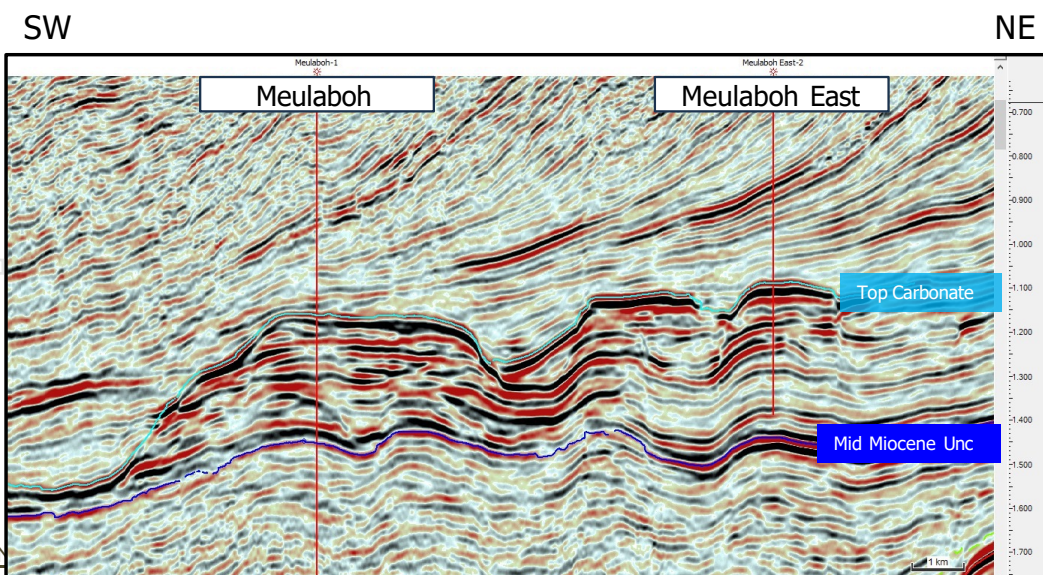 SW
NE
Meulaboh-1
Meulaboh East-2
Meulaboh
Meulaboh East
-0.700
-0.800
-0.900
-1.000
-1.100
Top Carbonate
-1.200
-1.300
-1.400
Mid Miocene Unc
-1.500
-1.600
-1.700
1 km